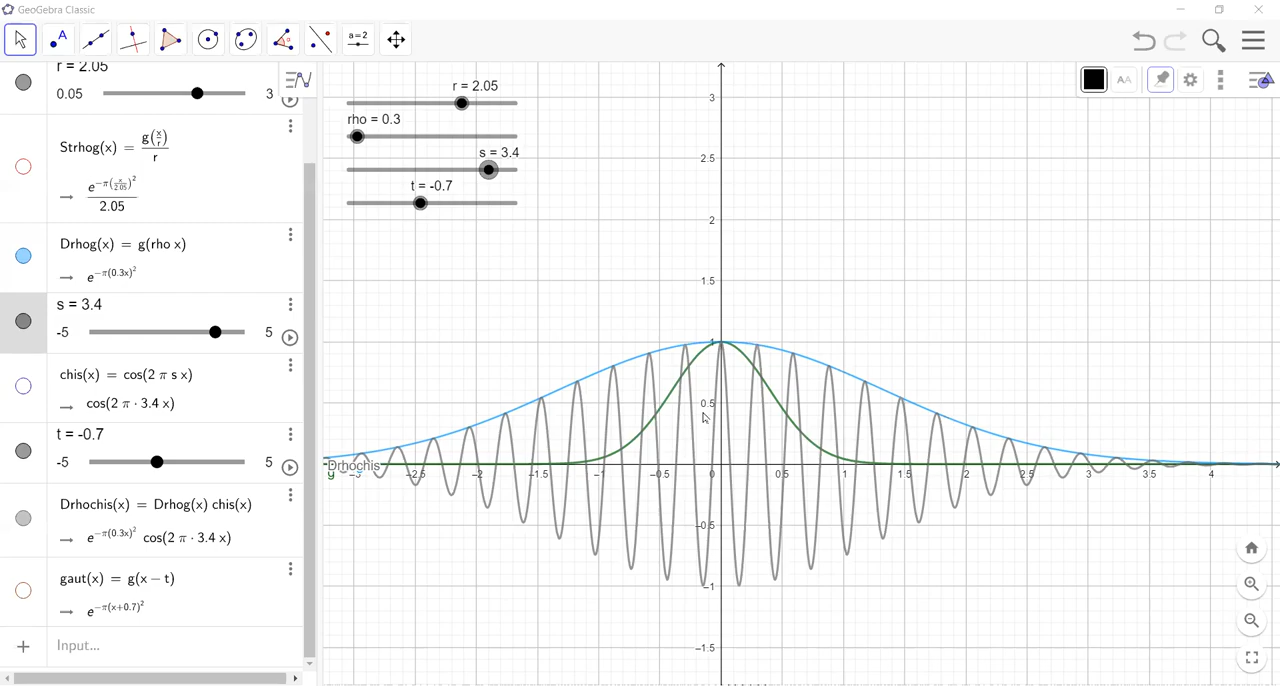 GeoGebra Classic
a=2
r = 2.05
0.05 3
Strhog(x) = g(x/r)/r
→ e^(−π(x/2.05)²)/2.05
Drhog(x) = g(rho x)
→ e^(−π(0.3x)²)
s = 3.4
-5 5
chis(x) = cos(2 π s x)
→ cos(2 π · 3.4 x)
t = -0.7
-5 5
Drhochis(x) = Drhog(x) chis(x)
→ e^(−π(0.3x)²) cos(2 π · 3.4 x)
gaut(x) = g(x − t)
→ e^(−π(x+0.7)²)
Input...
r = 2.05
rho = 0.3
s = 3.4
t = -0.7
AA
3
2.5
2
1.5
1
0.5
Drhochis
g
−3 −2.5 −2 −1.5 −1 −0.5 0 0.5 1 1.5 2 2.5 3 3.5 4
−0.5
−1
−1.5